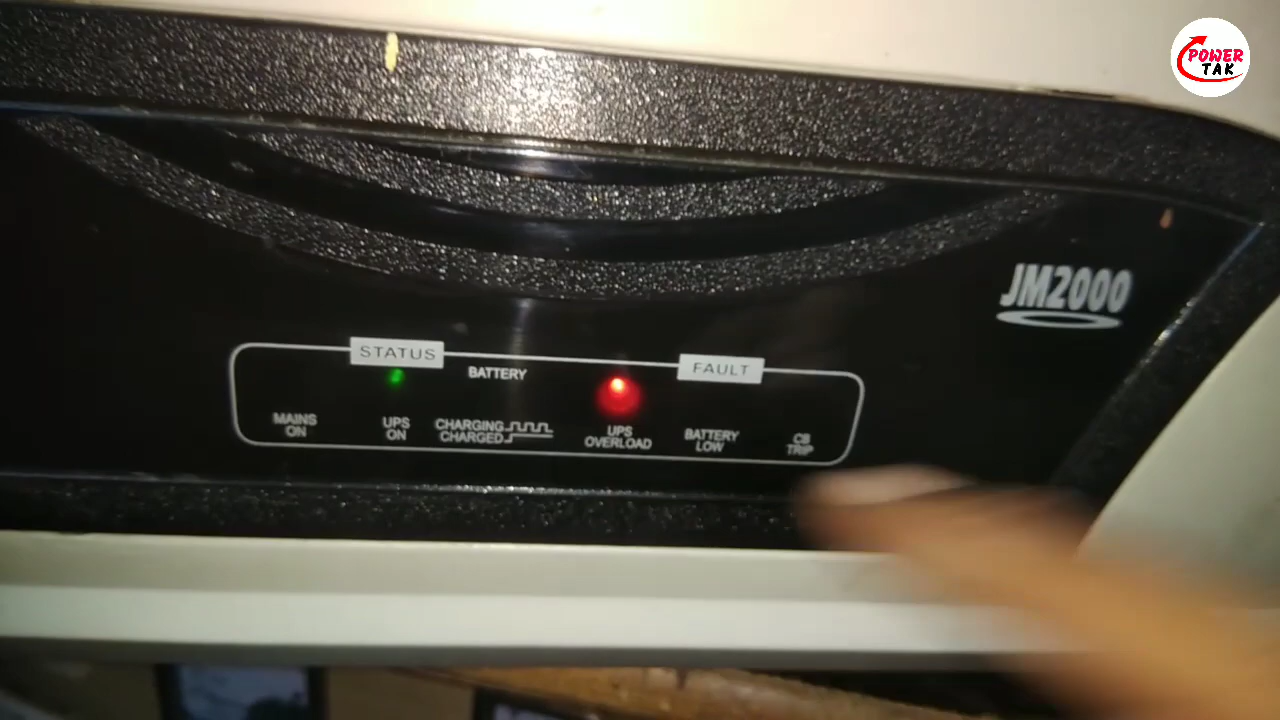 POWER
TAK
JM2000
STATUS
FAULT
BATTERY
MAINS
ON
UPS
ON
CHARGING
CHARGED
UPS
OVERLOAD
BATTERY
LOW
CB
TRIP